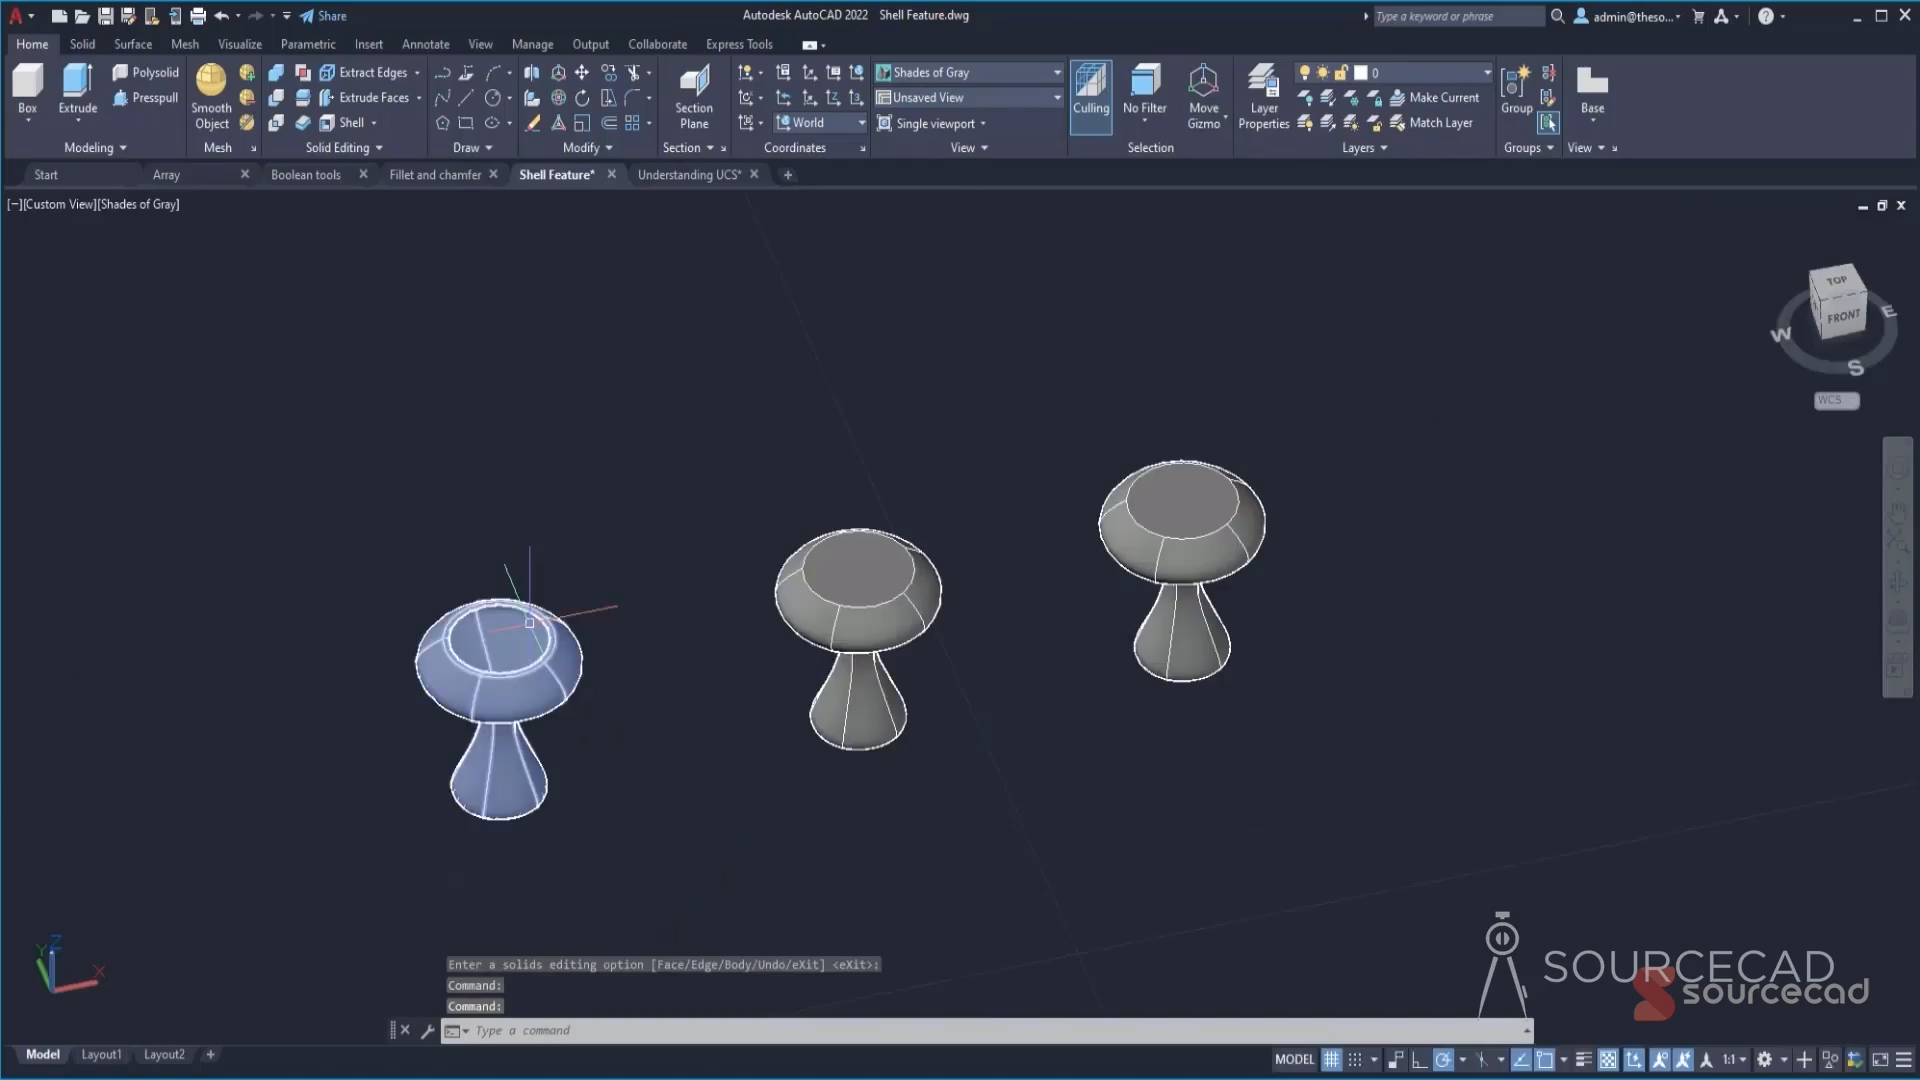 Share
Autodesk AutoCAD 2022 Shell Feature.dwg
Type a keyword or phrase
admin@theso...
Home Solid Surface Mesh Visualize Parametric Insert Annotate View Manage Output Collaborate Express Tools
Box
Extrude
Polysolid
Presspull
Modeling
Smooth
Object
Mesh
Extract Edges
Extrude Faces
Shell
Solid Editing
Draw
Modify
Section
Plane
Section
World
Coordinates
Shades of Gray
Unsaved View
Single viewport
View
Culling
No Filter
Move
Gizmo
Selection
Layer
Properties
0
Make Current
Match Layer
Layers
Group
Groups
Base
View
Start Array Boolean tools Fillet and chamfer Shell Feature* Understanding UCS*
[−][Custom View][Shades of Gray]
TOP
FRONT
W
E
S
WCS
Y
Z
X
Enter a solids editing option [Face/Edge/Body/Undo/eXit] <eXit>:
Command:
Command:
Type a command
SOURCECAD
sourcecad
Model Layout1 Layout2
MODEL
1:1